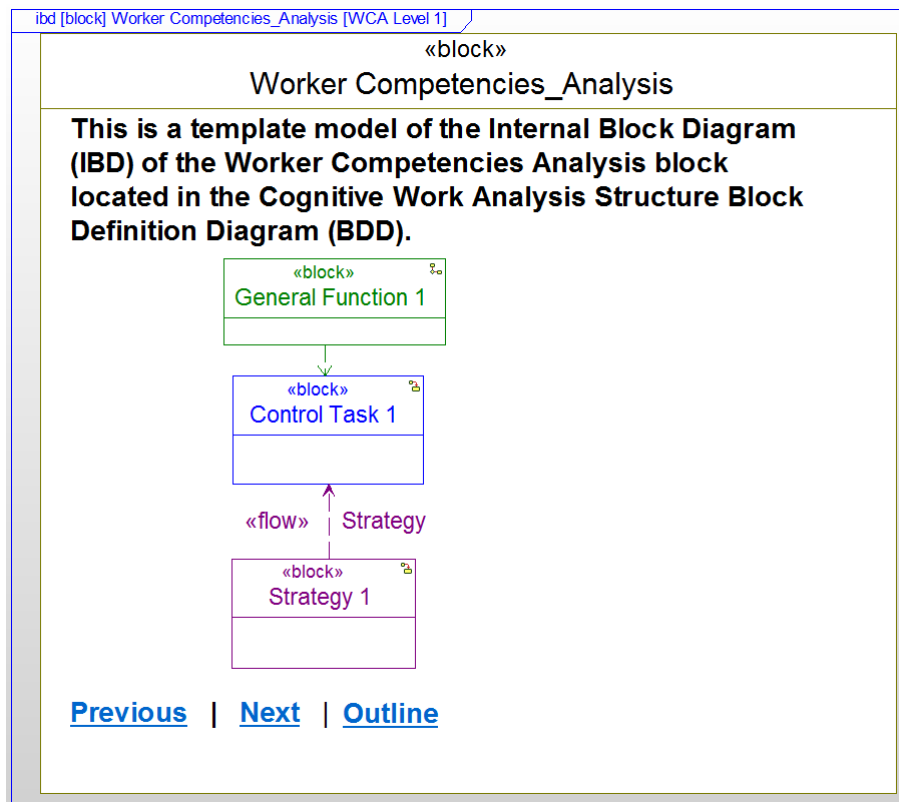 ibd [block] Worker Competencies_Analysis [WCA Level 1]
«block»
Worker Competencies_Analysis
This is a template model of the Internal Block Diagram
(IBD) of the Worker Competencies Analysis block
located in the Cognitive Work Analysis Structure Block
Definition Diagram (BDD).
«block»
General Function 1
«block»
Control Task 1
«flow» Strategy
«block»
Strategy 1
Previous | Next | Outline